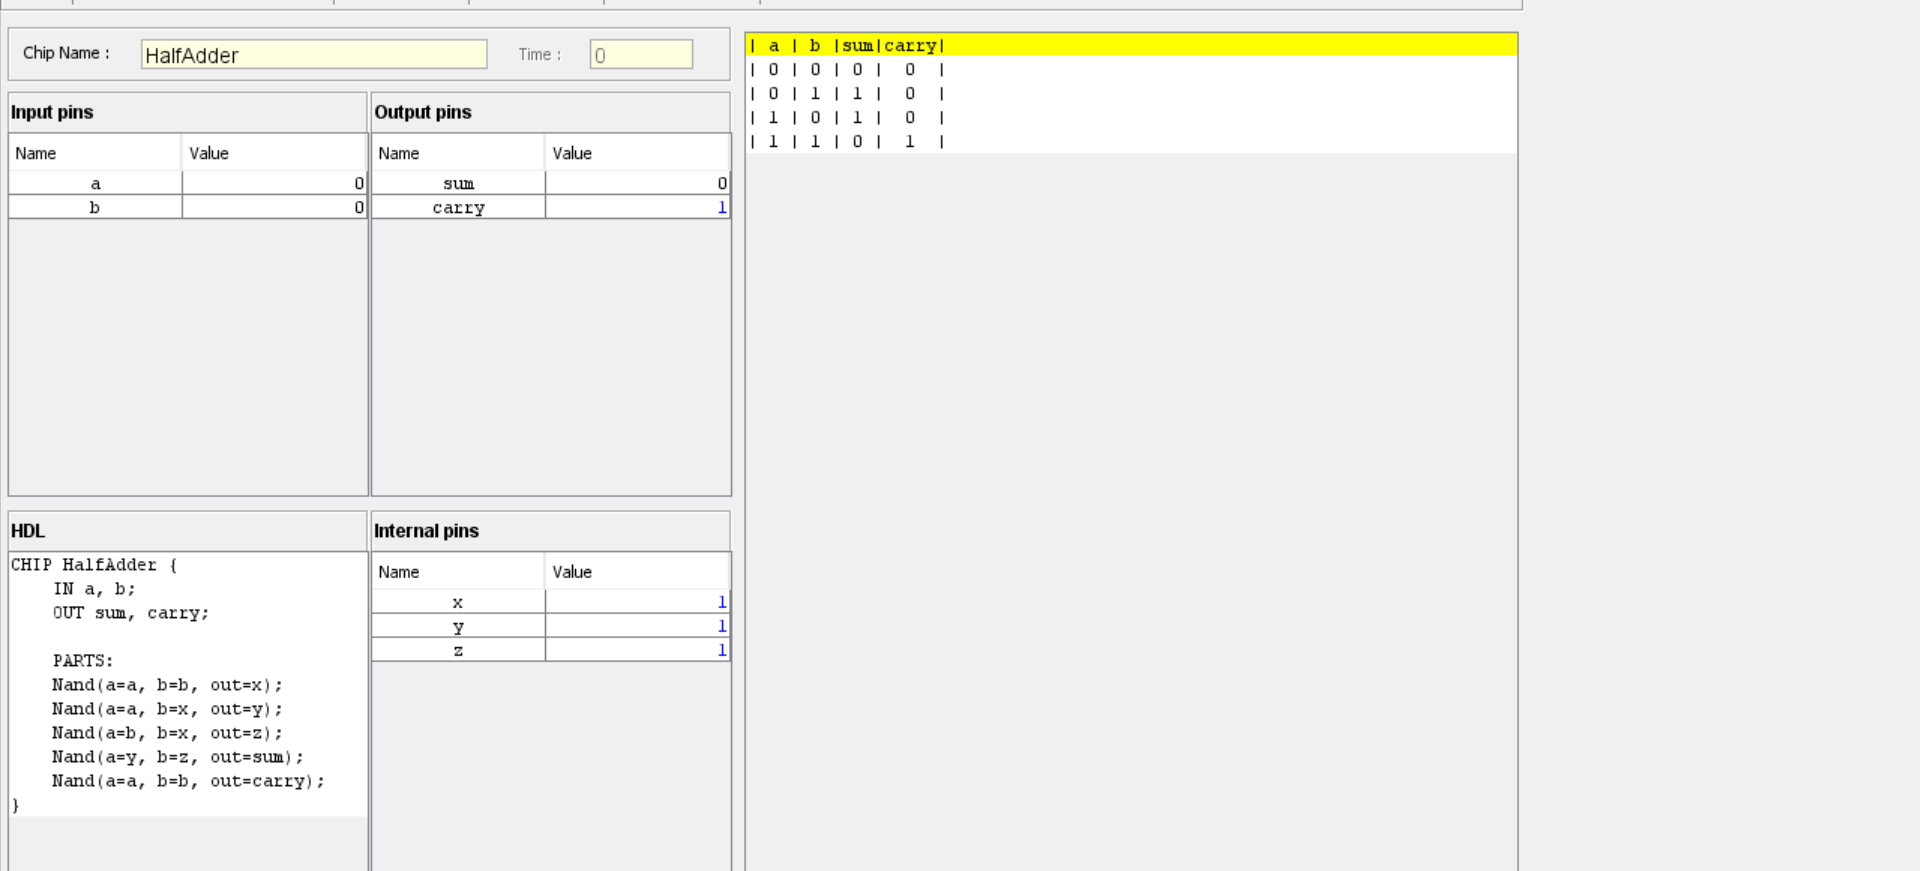 Chip Name : HalfAdder Time : 0
Input pins
Name Value
a 0
b 0
Output pins
Name Value
sum 0
carry 1
HDL
CHIP HalfAdder {
    IN a, b;
    OUT sum, carry;
    PARTS:
    Nand(a=a, b=b, out=x);
    Nand(a=a, b=x, out=y);
    Nand(a=b, b=x, out=z);
    Nand(a=y, b=z, out=sum);
    Nand(a=a, b=b, out=carry);
}
Internal pins
Name Value
x 1
y 1
z 1
| a | b |sum|carry|
| 0 | 0 | 0 |  0  |
| 0 | 1 | 1 |  0  |
| 1 | 0 | 1 |  0  |
| 1 | 1 | 0 |  1  |